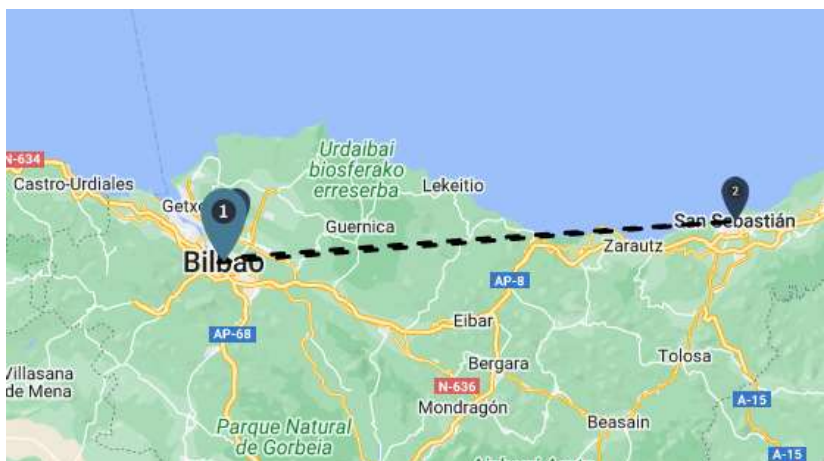 Urdaibai
biosferako
erreserba
N-634
Castro-Urdiales
Lekeitio
2
Getx
1
Guernica
San Sebastián
Zarautz
Bilbao
AP-8
Eibar
AP-68
Tolosa
Bergara
Villasana
de Mena
N-636
Mondragón
A-15
Beasain
Parque Natural
de Gorbeia
A-15